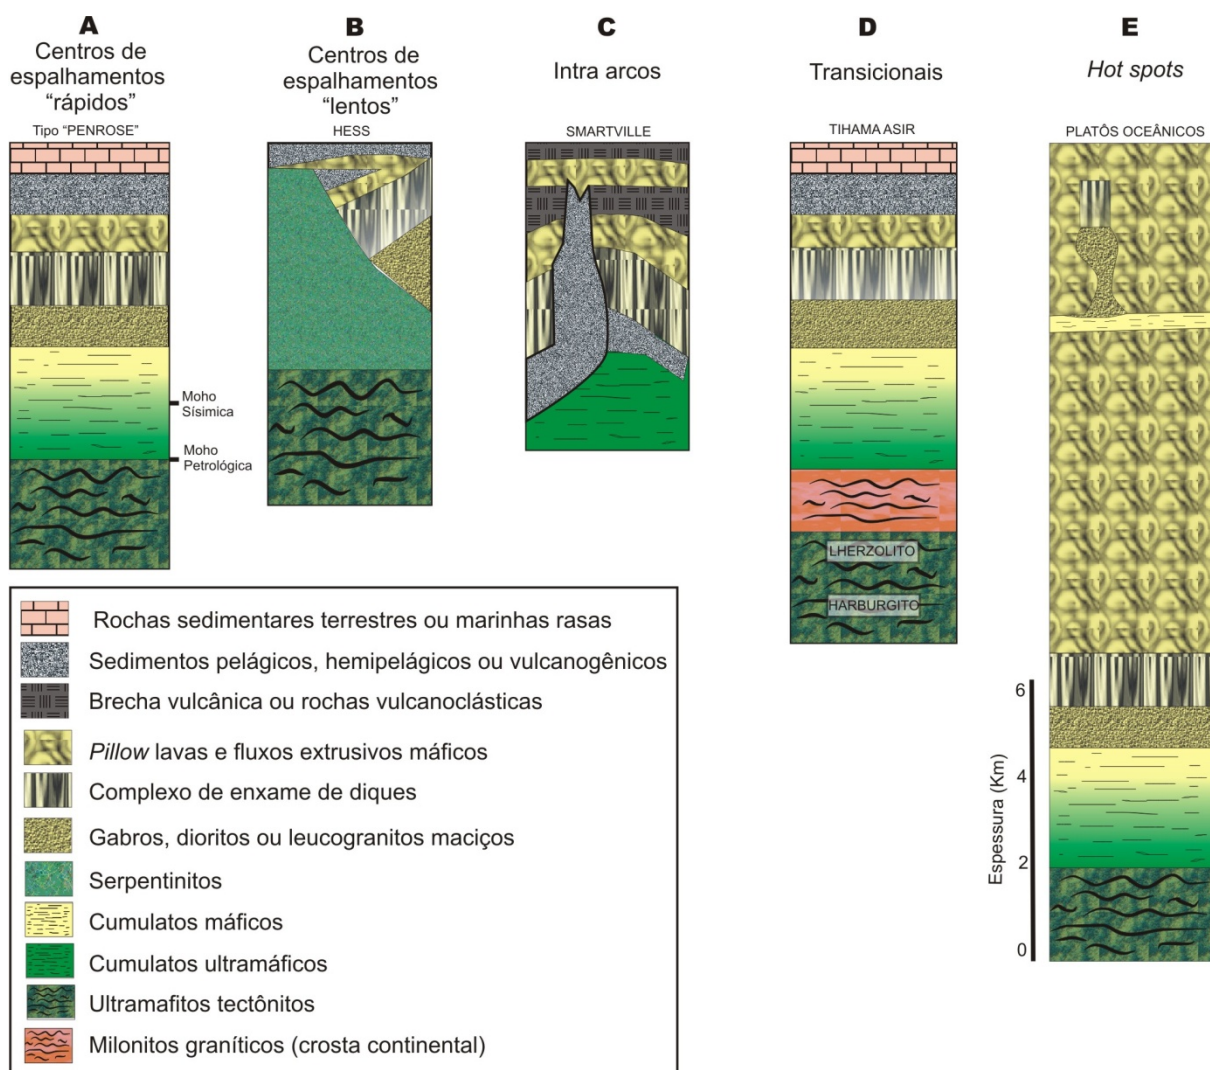 A
Centros de
espalhamentos
“rápidos”
Tipo “PENROSE”
B
Centros de
espalhamentos
“lentos”
HESS
C
Intra arcos
SMARTVILLE
D
Transicionais
TIHAMA ASIR
E
Hot spots
PLATÔS OCEÂNICOS
Moho
Sísimica
Moho
Petrológica
LHERZOLITO
HARBURGITO
Rochas sedimentares terrestres ou marinhas rasas
Sedimentos pelágicos, hemipelágicos ou vulcanogênicos
Brecha vulcânica ou rochas vulcanoclásticas
Pillow lavas e fluxos extrusivos máficos
Complexo de enxame de diques
Gabros, dioritos ou leucogranitos maciços
Serpentinitos
Cumulatos máficos
Cumulatos ultramáficos
Ultramafitos tectônitos
Milonitos graníticos (crosta continental)
Espessura (Km)
6
4
2
0